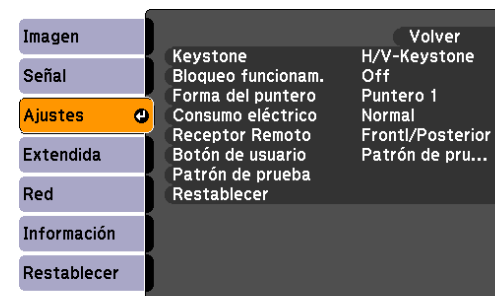 Imagen
Señal
Ajustes
Extendida
Red
Información
Restablecer
Volver
Keystone H/V-Keystone
Bloqueo funcionam. Off
Forma del puntero Puntero 1
Consumo eléctrico Normal
Receptor Remoto Frontl/Posterior
Botón de usuario Patrón de pru...
Patrón de prueba
Restablecer